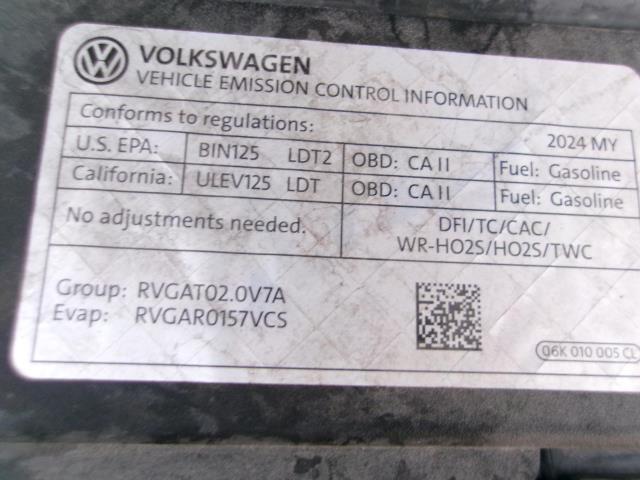 VOLKSWAGEN
VEHICLE EMISSION CONTROL INFORMATION
Conforms to regulations: 2024 MY
U.S. EPA: BIN125 LDT2 OBD: CA II Fuel: Gasoline
California: ULEV125 LDT OBD: CA II Fuel: Gasoline
No adjustments needed. DFI/TC/CAC/
WR-HO2S/HO2S/TWC
Group: RVGAT02.0V7A
Evap: RVGAR0157VCS
06K 010 005 CL